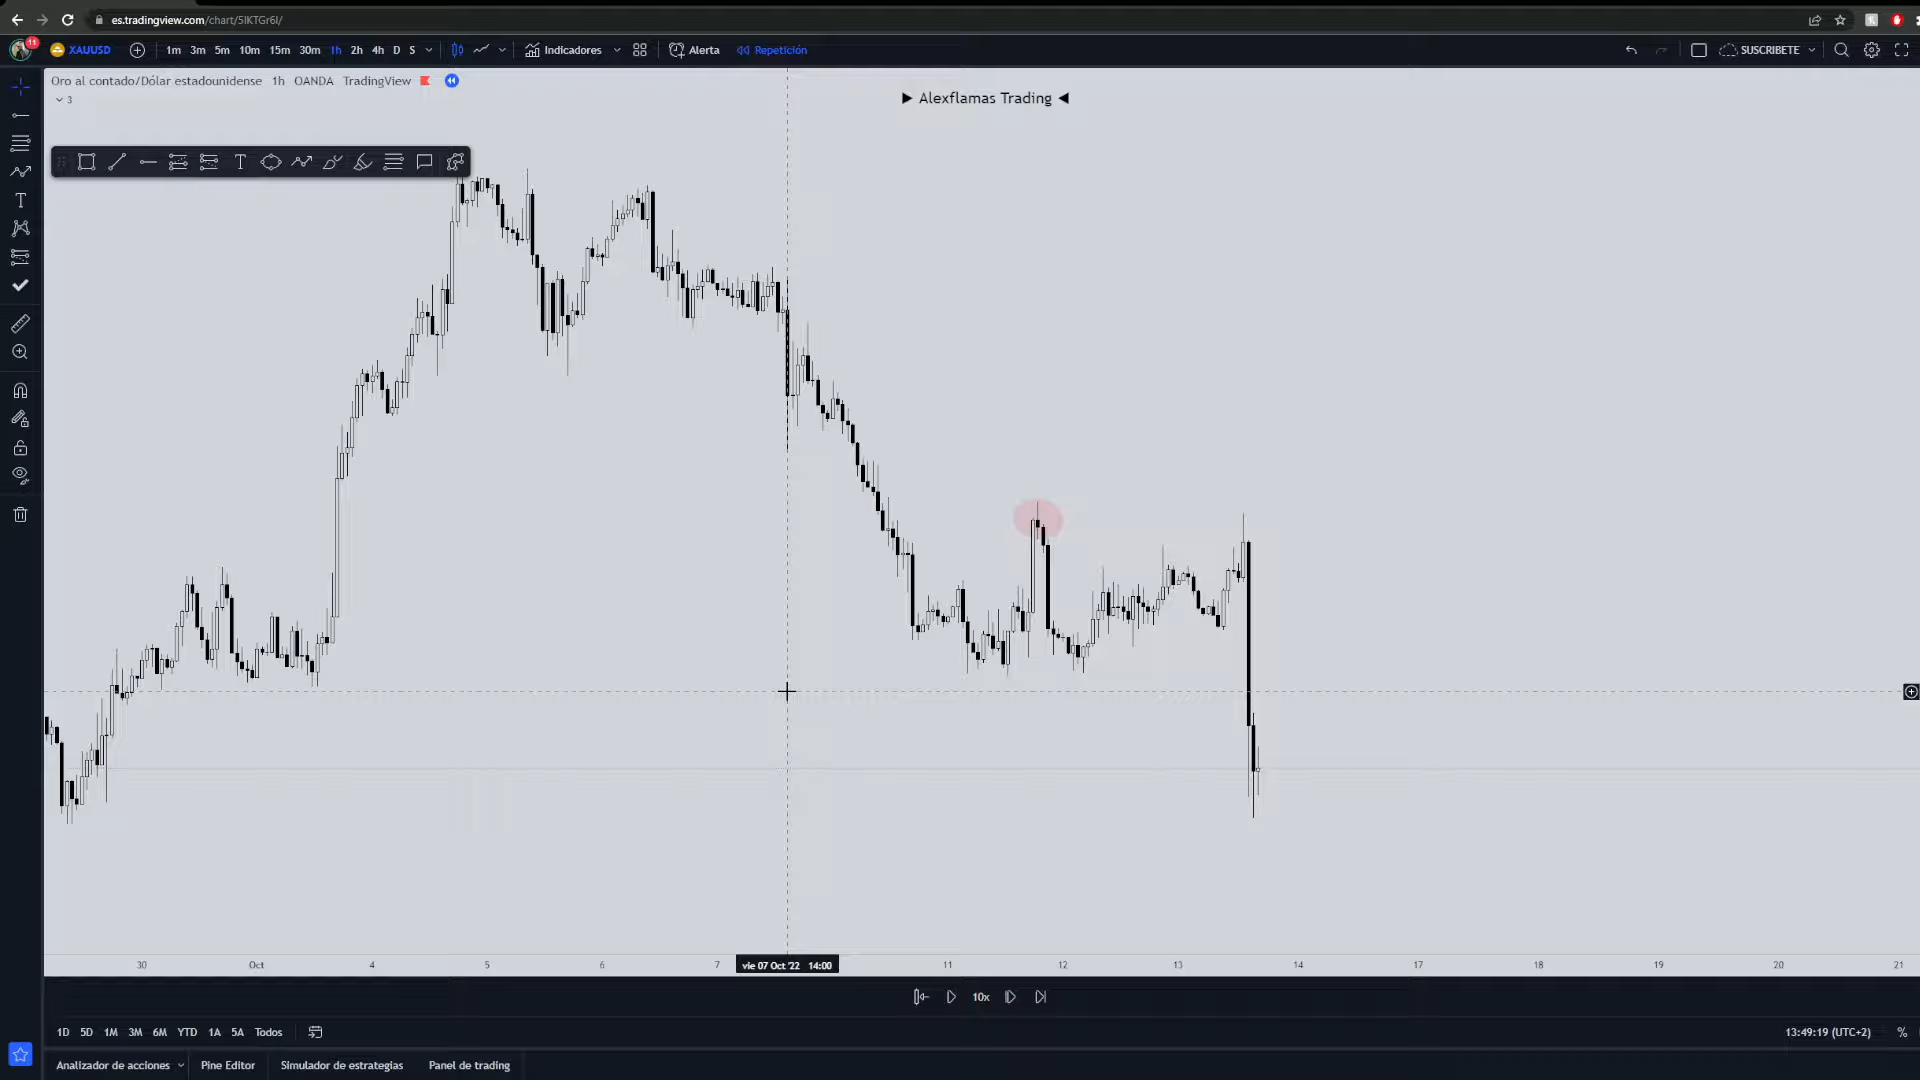 es.tradingview.com/chart/5IKTGr6I/
11
XAUUSD 1m 3m 5m 10m 15m 30m 1h 2h 4h D S Indicadores Alerta Repetición SUSCRIBETE
Oro al contado/Dólar estadounidense 1h OANDA TradingView
3
► Alexflamas Trading ◄
30 Oct 4 5 6 7 vie 07 Oct '22 14:00 11 12 13 14 17 18 19 20 21
10x
1D 5D 1M 3M 6M YTD 1A 5A Todos 13:49:19 (UTC+2) %
Analizador de acciones Pine Editor Simulador de estrategias Panel de trading